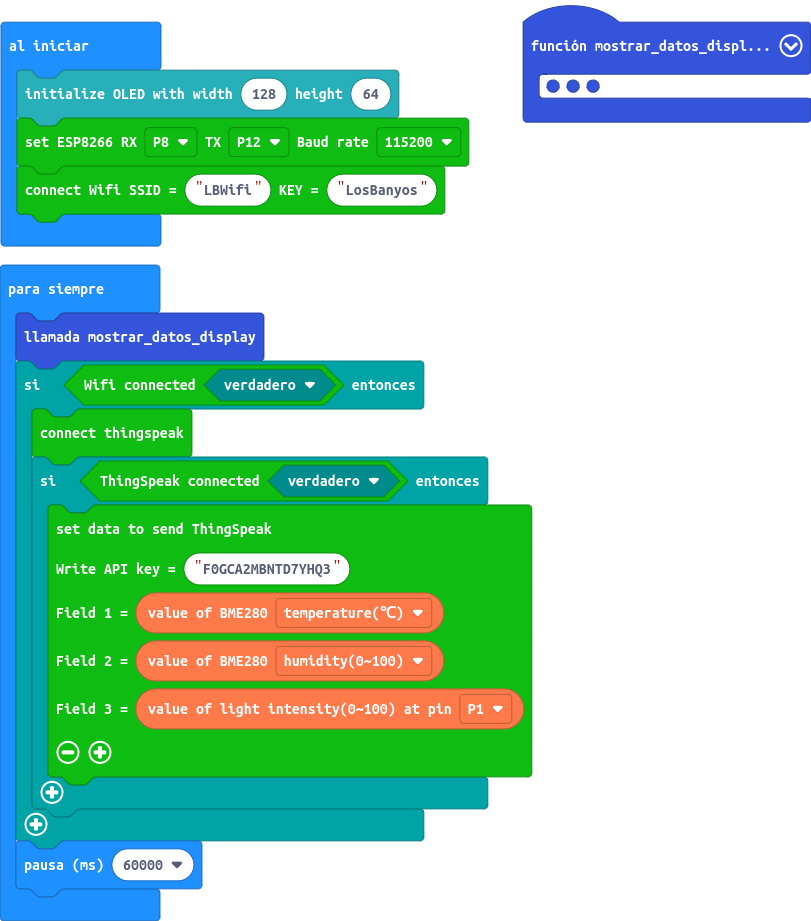 al iniciar
initialize OLED with width 128 height 64
set ESP8266 RX P8 TX P12 Baud rate 115200
connect Wifi SSID = "LBWifi" KEY = "LosBanyos"
función mostrar_datos_displ...
para siempre
llamada mostrar_datos_display
si Wifi connected verdadero entonces
connect thingspeak
si ThingSpeak connected verdadero entonces
set data to send ThingSpeak
Write API key = "F0GCA2MBNTD7YHQ3"
Field 1 = value of BME280 temperature(℃)
Field 2 = value of BME280 humidity(0~100)
Field 3 = value of light intensity(0~100) at pin P1
pausa (ms) 60000